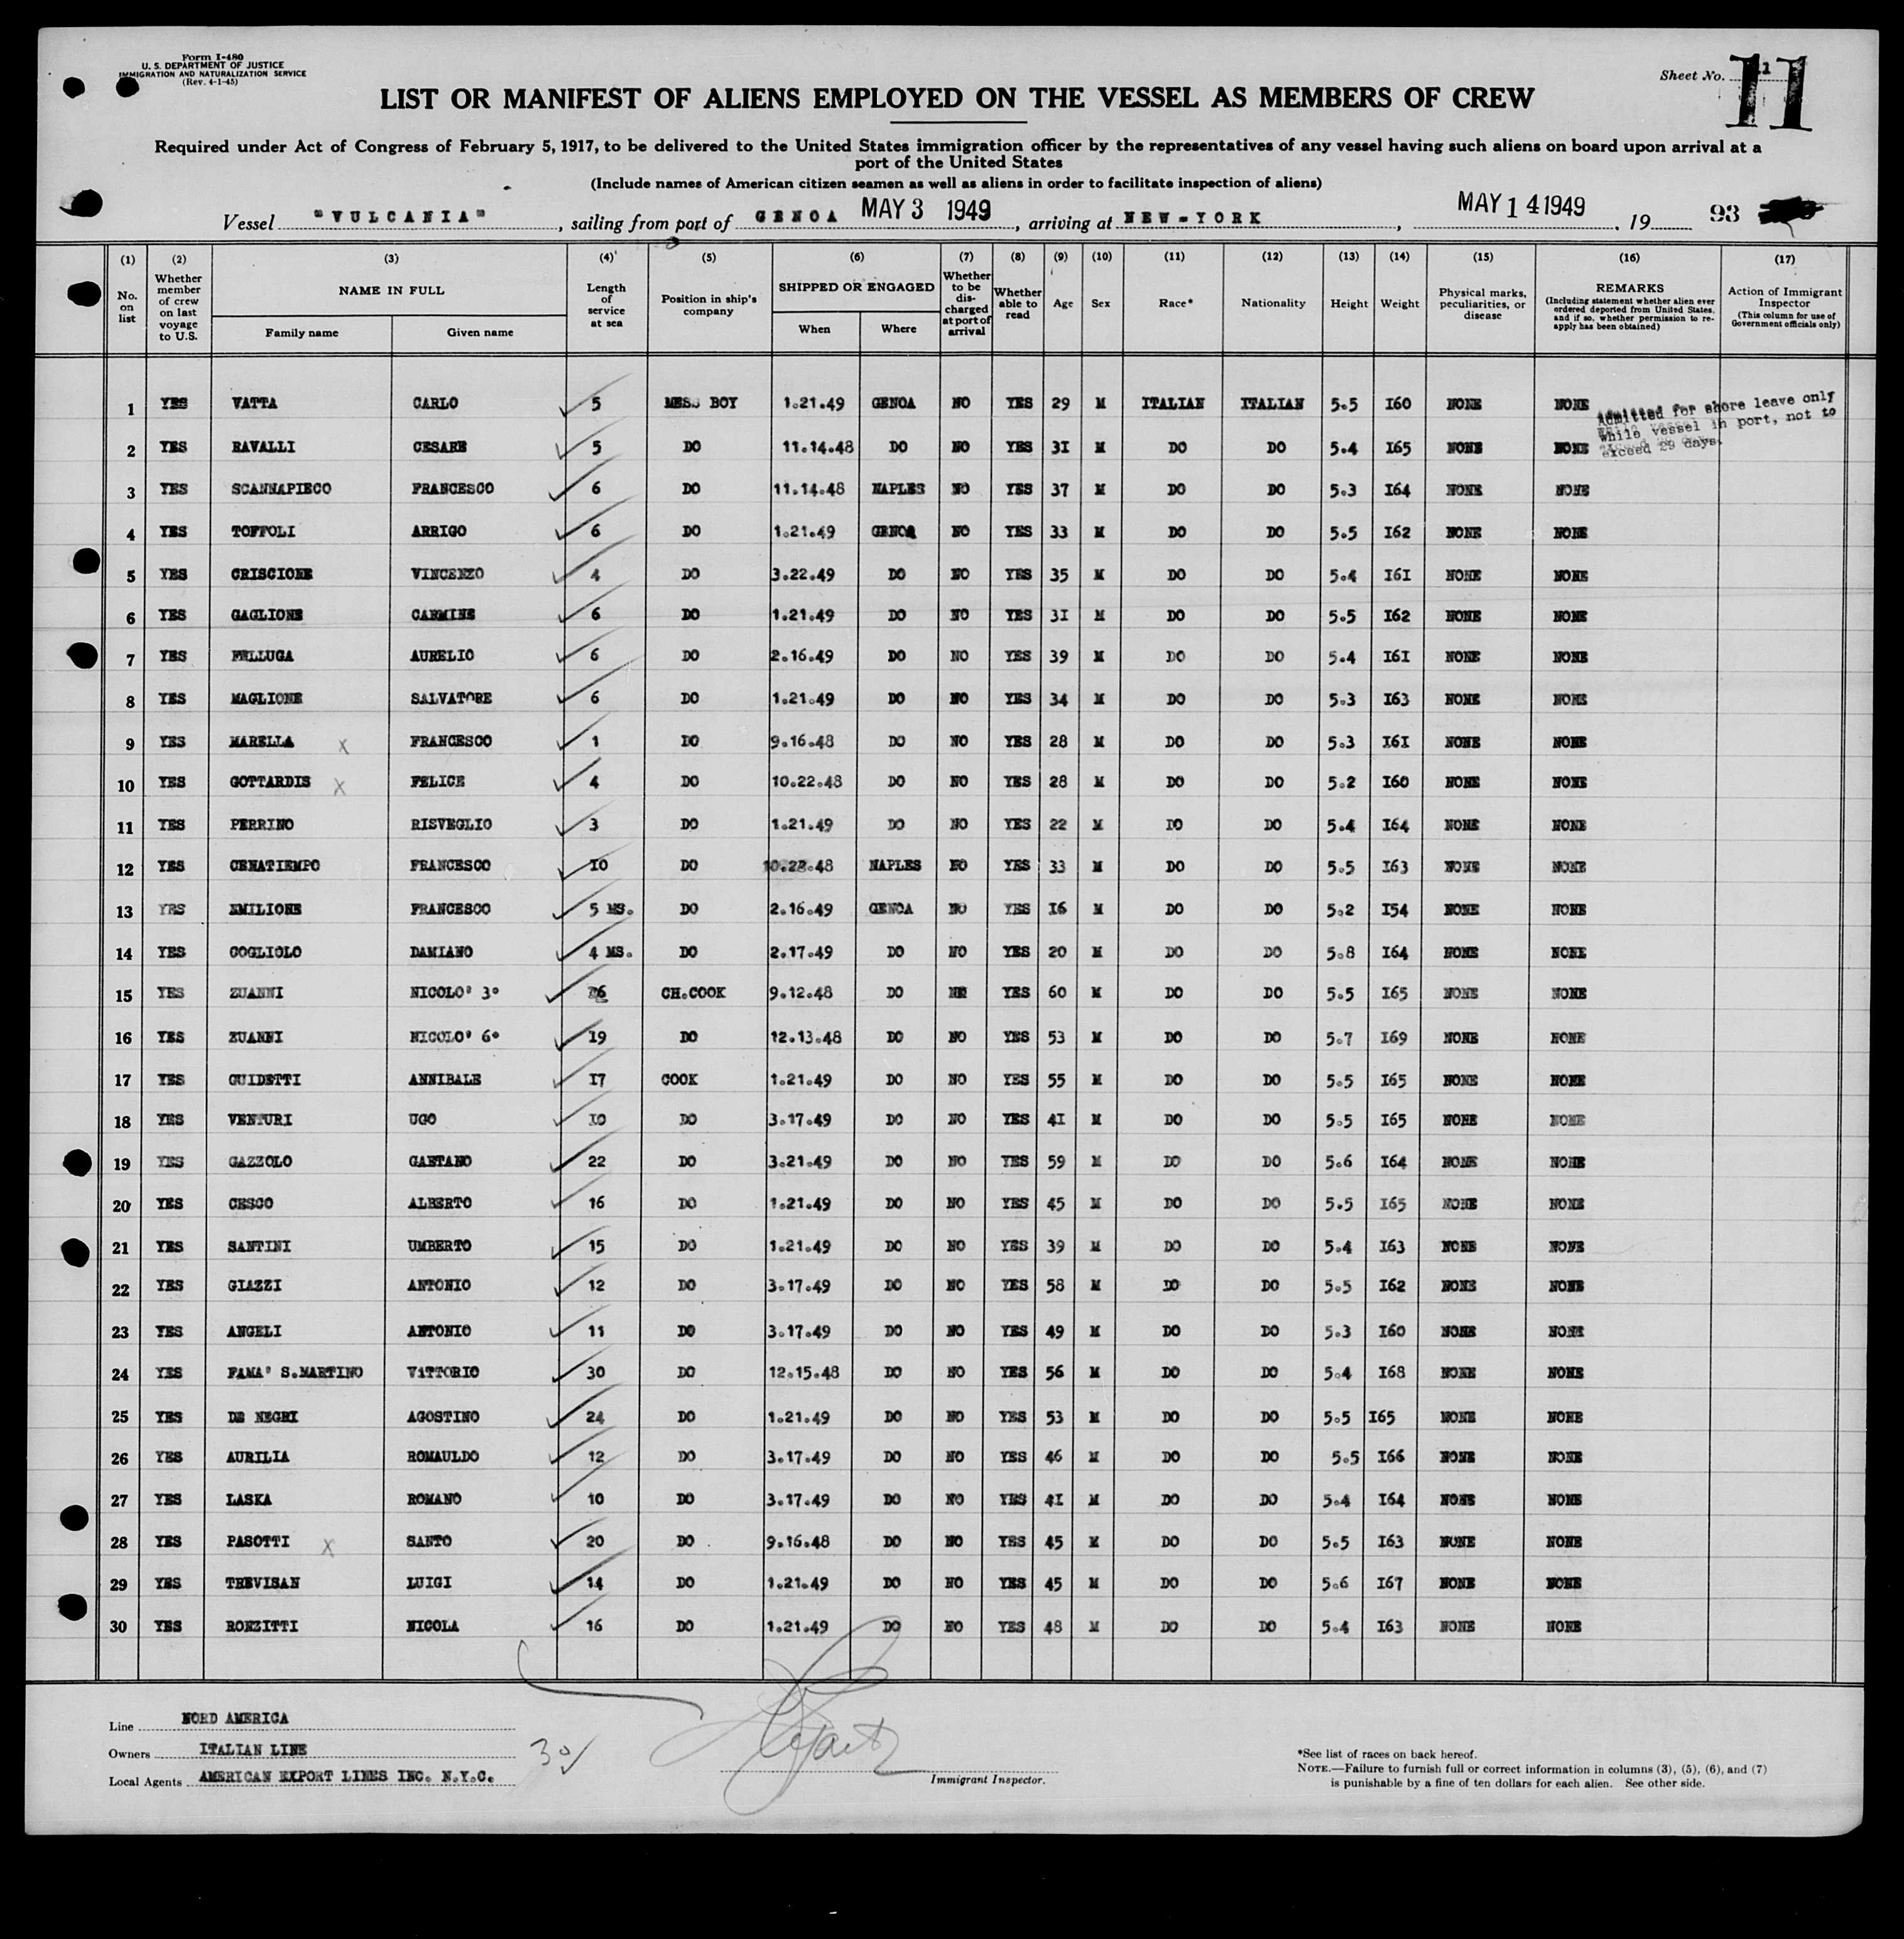 Form I-480
U. S. DEPARTMENT OF JUSTICE
IMMIGRATION AND NATURALIZATION SERVICE
(Rev. 4-1-45)
Sheet No. 11
LIST OR MANIFEST OF ALIENS EMPLOYED ON THE VESSEL AS MEMBERS OF CREW
Required under Act of Congress of February 5, 1917, to be delivered to the United States immigration officer by the representatives of any vessel having such aliens on board upon arrival at a
port of the United States
(Include names of American citizen seamen as well as aliens in order to facilitate inspection of aliens)
Vessel "VULCANIA", sailing from port of GENOA MAY 3 1949, arriving at NEW-YORK, MAY 14 1949, 19 93
(1) (2) (3) (4) (5) (6) (7) (8) (9) (10) (11) (12) (13) (14) (15) (16) (17)
No. on list | Whether member of crew on last voyage to U.S. | NAME IN FULL | Family name | Given name | Length of service at sea | Position in ship's company | SHIPPED OR ENGAGED | When | Where | Whether to be discharged at port of arrival | Whether able to read | Age | Sex | Race* | Nationality | Height | Weight | Physical marks, peculiarities, or disease | REMARKS (Including statement whether alien ever ordered deported from United States, and if so, whether permission to re-apply has been obtained) | Action of Immigrant Inspector (This column for use of Government officials only)
1 YES VATTA CARLO 5 MESS BOY 1.21.49 GENOA NO YES 29 M ITALIAN ITALIAN 5.5 160 NONE NONE
Admitted for shore leave only
while vessel in port, not to
exceed 29 days.
2 YES RAVALLI CESARE 5 DO 11.14.48 DO NO YES 31 M DO DO 5.4 165 NONE NONE
3 YES SCANNAPIECO FRANCESCO 6 DO 11.14.48 NAPLES NO YES 37 M DO DO 5.3 164 NONE NONE
4 YES TOFFOLI ARRIGO 6 DO 1.21.49 GENOA NO YES 33 M DO DO 5.5 162 NONE NONE
5 YES CRISCIONE VINCENZO 4 DO 3.22.49 DO NO YES 35 M DO DO 5.4 161 NONE NONE
6 YES GAGLIONE CARMINE 6 DO 1.21.49 DO NO YES 31 M DO DO 5.5 162 NONE NONE
7 YES FELLUGA AURELIO 6 DO 2.16.49 DO NO YES 39 M DO DO 5.4 161 NONE NONE
8 YES MAGLIONE SALVATORE 6 DO 1.21.49 DO NO YES 34 M DO DO 5.3 163 NONE NONE
9 YES MARELLA X FRANCESCO 1 DO 9.16.48 DO NO YES 28 M DO DO 5.3 161 NONE NONE
10 YES GOTTARDIS X FELICE 4 DO 10.22.48 DO NO YES 28 M DO DO 5.2 160 NONE NONE
11 YES PERRINO RISVEGLIO 3 DO 1.21.49 DO NO YES 22 M DO DO 5.4 164 NONE NONE
12 YES CENATIEMPO FRANCESCO 10 DO 10.22.48 NAPLES NO YES 33 M DO DO 5.5 163 NONE NONE
13 YES EMILIONE FRANCESCO 5 MS. DO 2.16.49 GENOA NO YES 16 M DO DO 5.2 154 NONE NONE
14 YES COGLIOLO DAMIANO 4 MS. DO 2.17.49 DO NO YES 20 M DO DO 5.8 164 NONE NONE
15 YES ZUANNI NICOLO' 3° CH.COOK 9.12.48 DO NO YES 60 M DO DO 5.5 165 NONE NONE
16 YES ZUANNI NICOLO' 6° 19 DO 12.13.48 DO NO YES 53 M DO DO 5.7 169 NONE NONE
17 YES GUIDETTI ANNIBALE 17 COOK 1.21.49 DO NO YES 55 M DO DO 5.5 165 NONE NONE
18 YES VENTURI UGO 10 DO 3.17.49 DO NO YES 41 M DO DO 5.5 165 NONE NONE
19 YES GAZZOLO GAETANO 22 DO 3.21.49 DO NO YES 59 M DO DO 5.6 164 NONE NONE
20 YES CESCO ALBERTO 16 DO 1.21.49 DO NO YES 45 M DO DO 5.5 165 NONE NONE
21 YES SANTINI UMBERTO 15 DO 1.21.49 DO NO YES 39 M DO DO 5.4 163 NONE NONE
22 YES GIAZZI ANTONIO 12 DO 3.17.49 DO NO YES 58 M DO DO 5.5 162 NONE NONE
23 YES ANGELI ANTONIO 11 DO 3.17.49 DO NO YES 49 M DO DO 5.3 160 NONE NONE
24 YES FAMA' S.MARTINO VITTORIO 30 DO 12.15.48 DO NO YES 56 M DO DO 5.4 168 NONE NONE
25 YES DE NEGRI AGOSTINO 24 DO 1.21.49 DO NO YES 53 M DO DO 5.5 165 NONE NONE
26 YES AURILIA ROMAULDO 12 DO 3.17.49 DO NO YES 46 M DO DO 5.5 166 NONE NONE
27 YES LASKA ROMANO 10 DO 3.17.49 DO NO YES 41 M DO DO 5.4 164 NONE NONE
28 YES PASOTTI X SANTO 20 DO 9.16.48 DO NO YES 45 M DO DO 5.5 163 NONE NONE
29 YES TREVISAN LUIGI 14 DO 1.21.49 DO NO YES 45 M DO DO 5.6 167 NONE NONE
30 YES RONZITTI NICOLA 16 DO 1.21.49 DO NO YES 48 M DO DO 5.4 163 NONE NONE
Line NORD AMERICA
Owners ITALIAN LINE
Local Agents AMERICAN EXPORT LINES INC. N.Y.C.
30
Immigrant Inspector.
*See list of races on back hereof.
NOTE.—Failure to furnish full or correct information in columns (3), (5), (6), and (7)
is punishable by a fine of ten dollars for each alien. See other side.